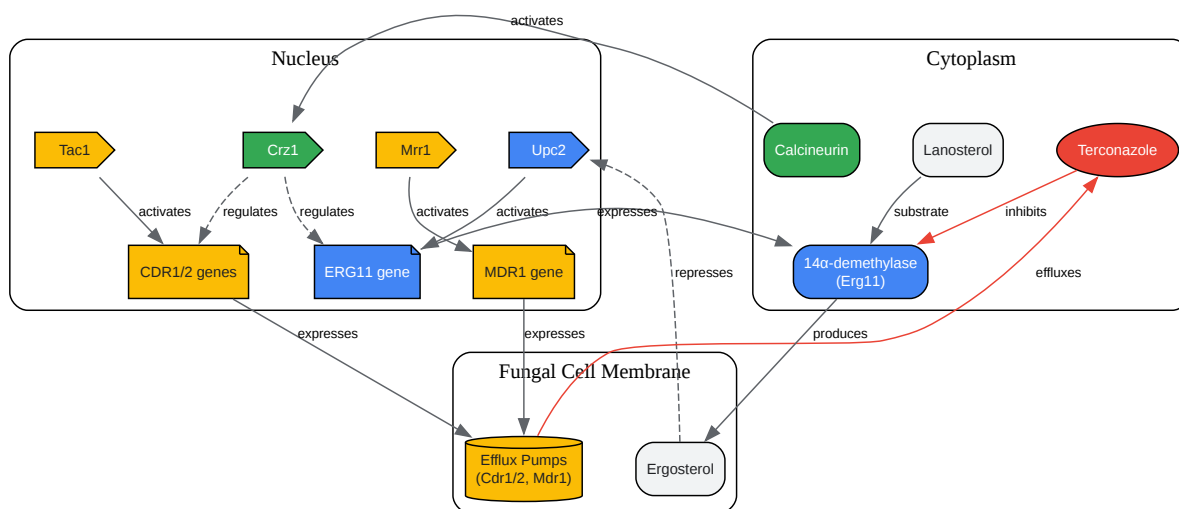 activates
Nucleus
Cytoplasm
Tac1
Crz1
Mrr1
Upc2
Calcineurin
Lanosterol
Terconazole
activates
regulates
regulates
activates
activates
expresses
substrate
inhibits
CDR1/2 genes
ERG11 gene
MDR1 gene
represses
14α-demethylase
(Erg11)
effluxes
expresses
expresses
produces
Fungal Cell Membrane
Efflux Pumps
(Cdr1/2, Mdr1)
Ergosterol